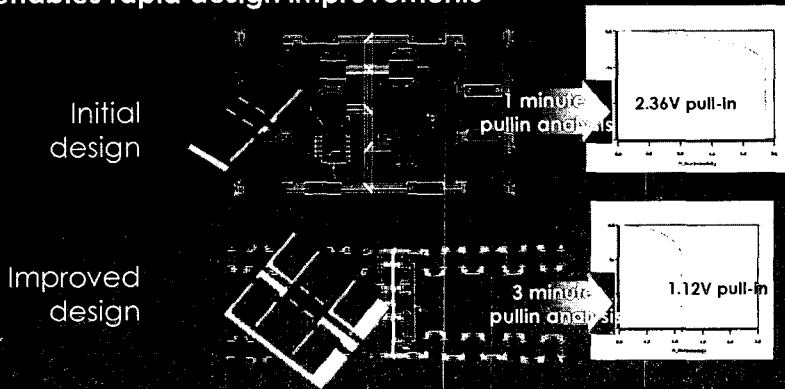 enables rapid design improvements
Initial
design
1 minute
pullin analysis
2.36V pull-in
Improved
design
3 minute
pullin analysis
1.12V pull-in